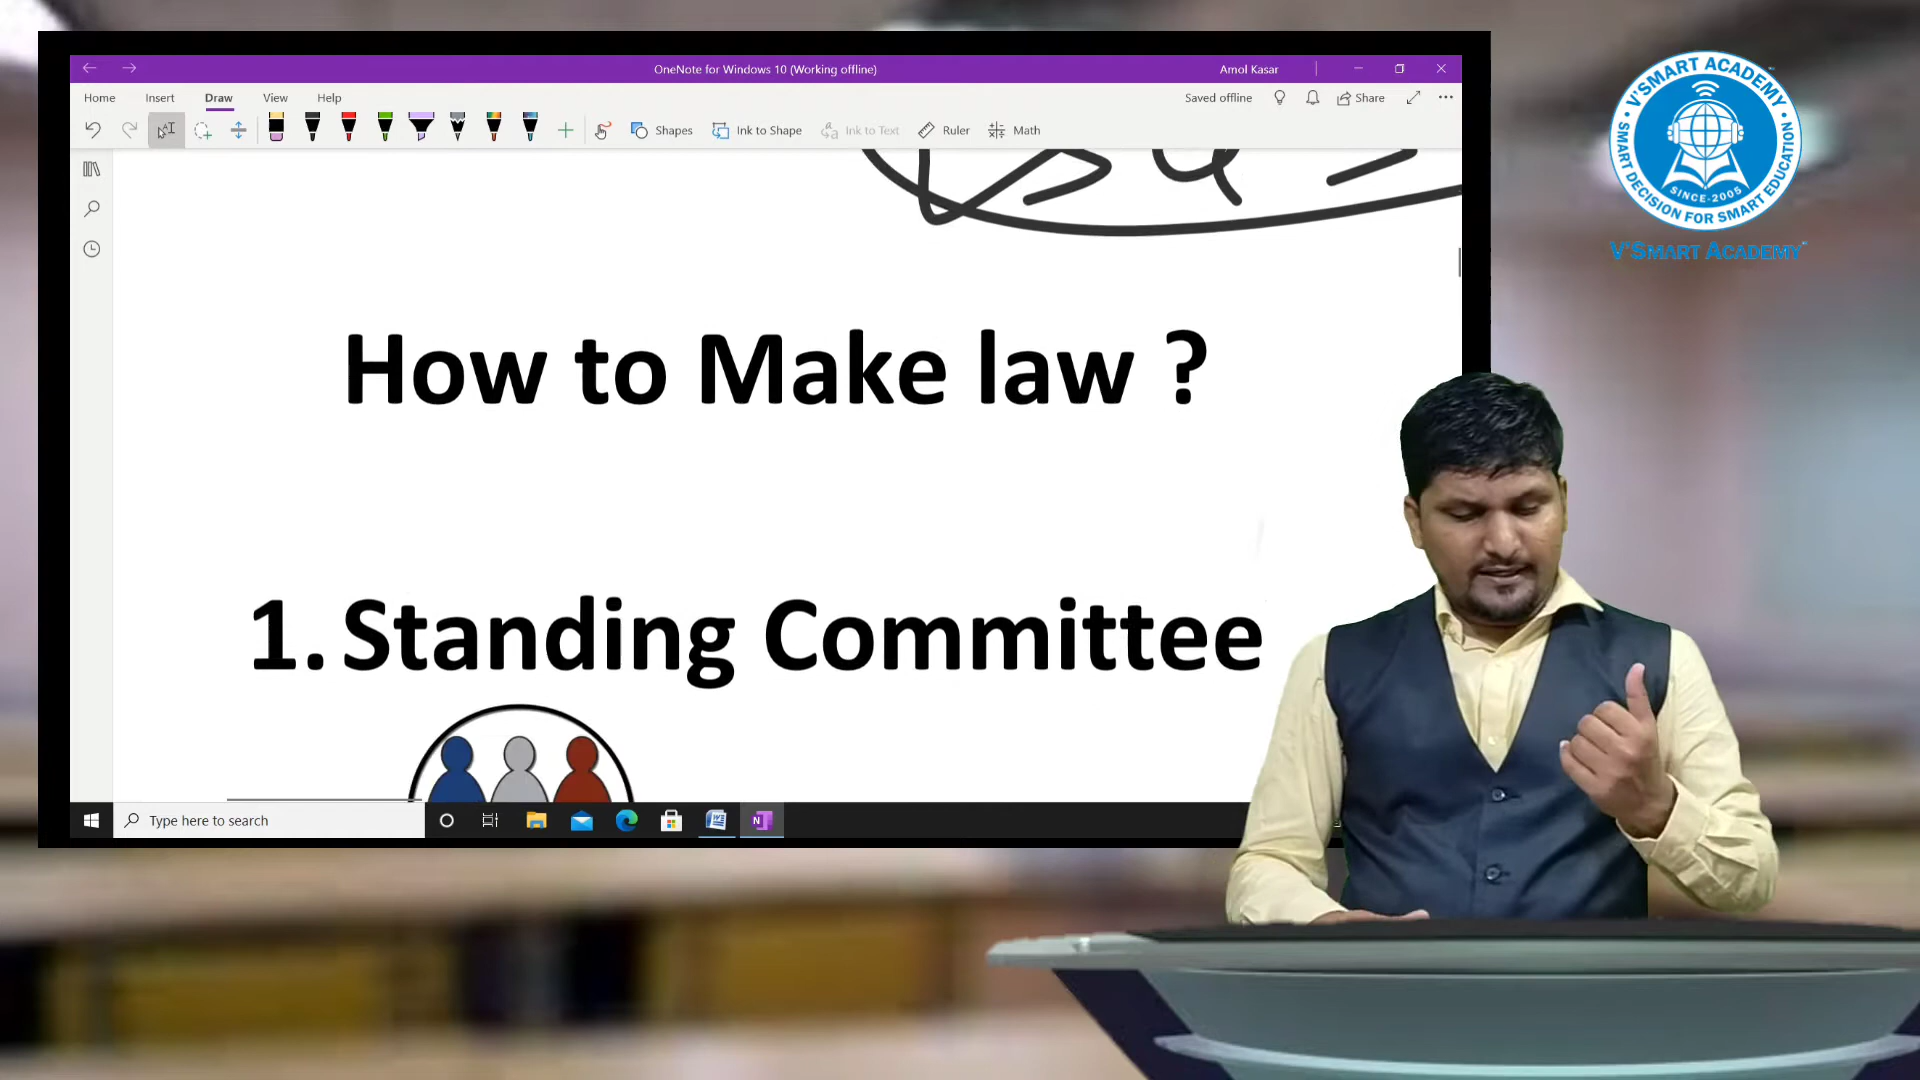 OneNote for Windows 10 (Working offline)
Amol Kasar
Home Insert Draw View Help
Saved offline
Share
Shapes
Ink to Shape
Ink to Text
Ruler
Math
How to Make law ?
1. Standing Committee
Type here to search
V'SMART ACADEMY
SINCE-2005
SMART DECISION FOR SMART EDUCATION
V'SMART ACADEMY